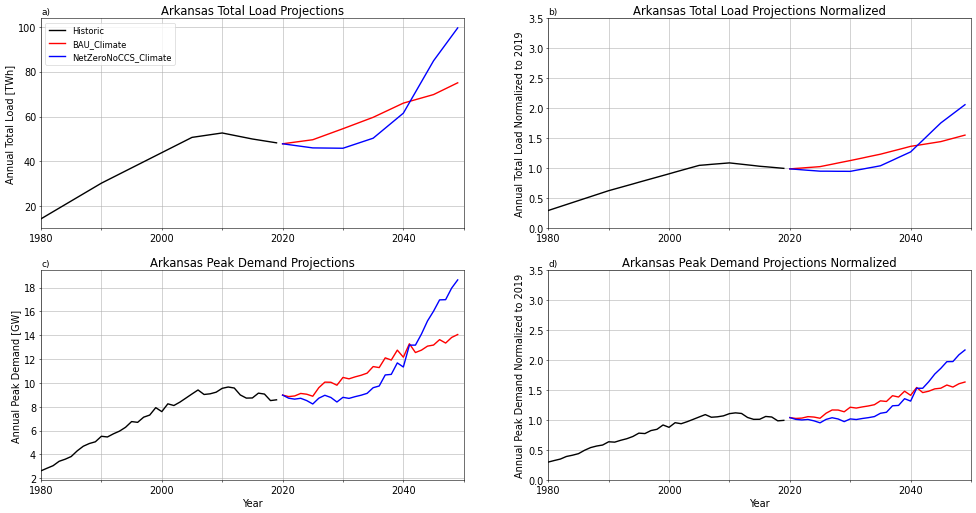 a)
Arkansas Total Load Projections
Historic
BAU_Climate
NetZeroNoCCS_Climate
Annual Total Load [TWh]
100
80
60
40
20
1980
2000
2020
2040
b)
Arkansas Total Load Projections Normalized
Annual Total Load Normalized to 2019
3.5
3.0
2.5
2.0
1.5
1.0
0.5
0.0
1980
2000
2020
2040
c)
Arkansas Peak Demand Projections
Annual Peak Demand [GW]
18
16
14
12
10
8
6
4
2
1980
2000
2020
2040
Year
d)
Arkansas Peak Demand Projections Normalized
Annual Peak Demand Normalized to 2019
3.5
3.0
2.5
2.0
1.5
1.0
0.5
0.0
1980
2000
2020
2040
Year